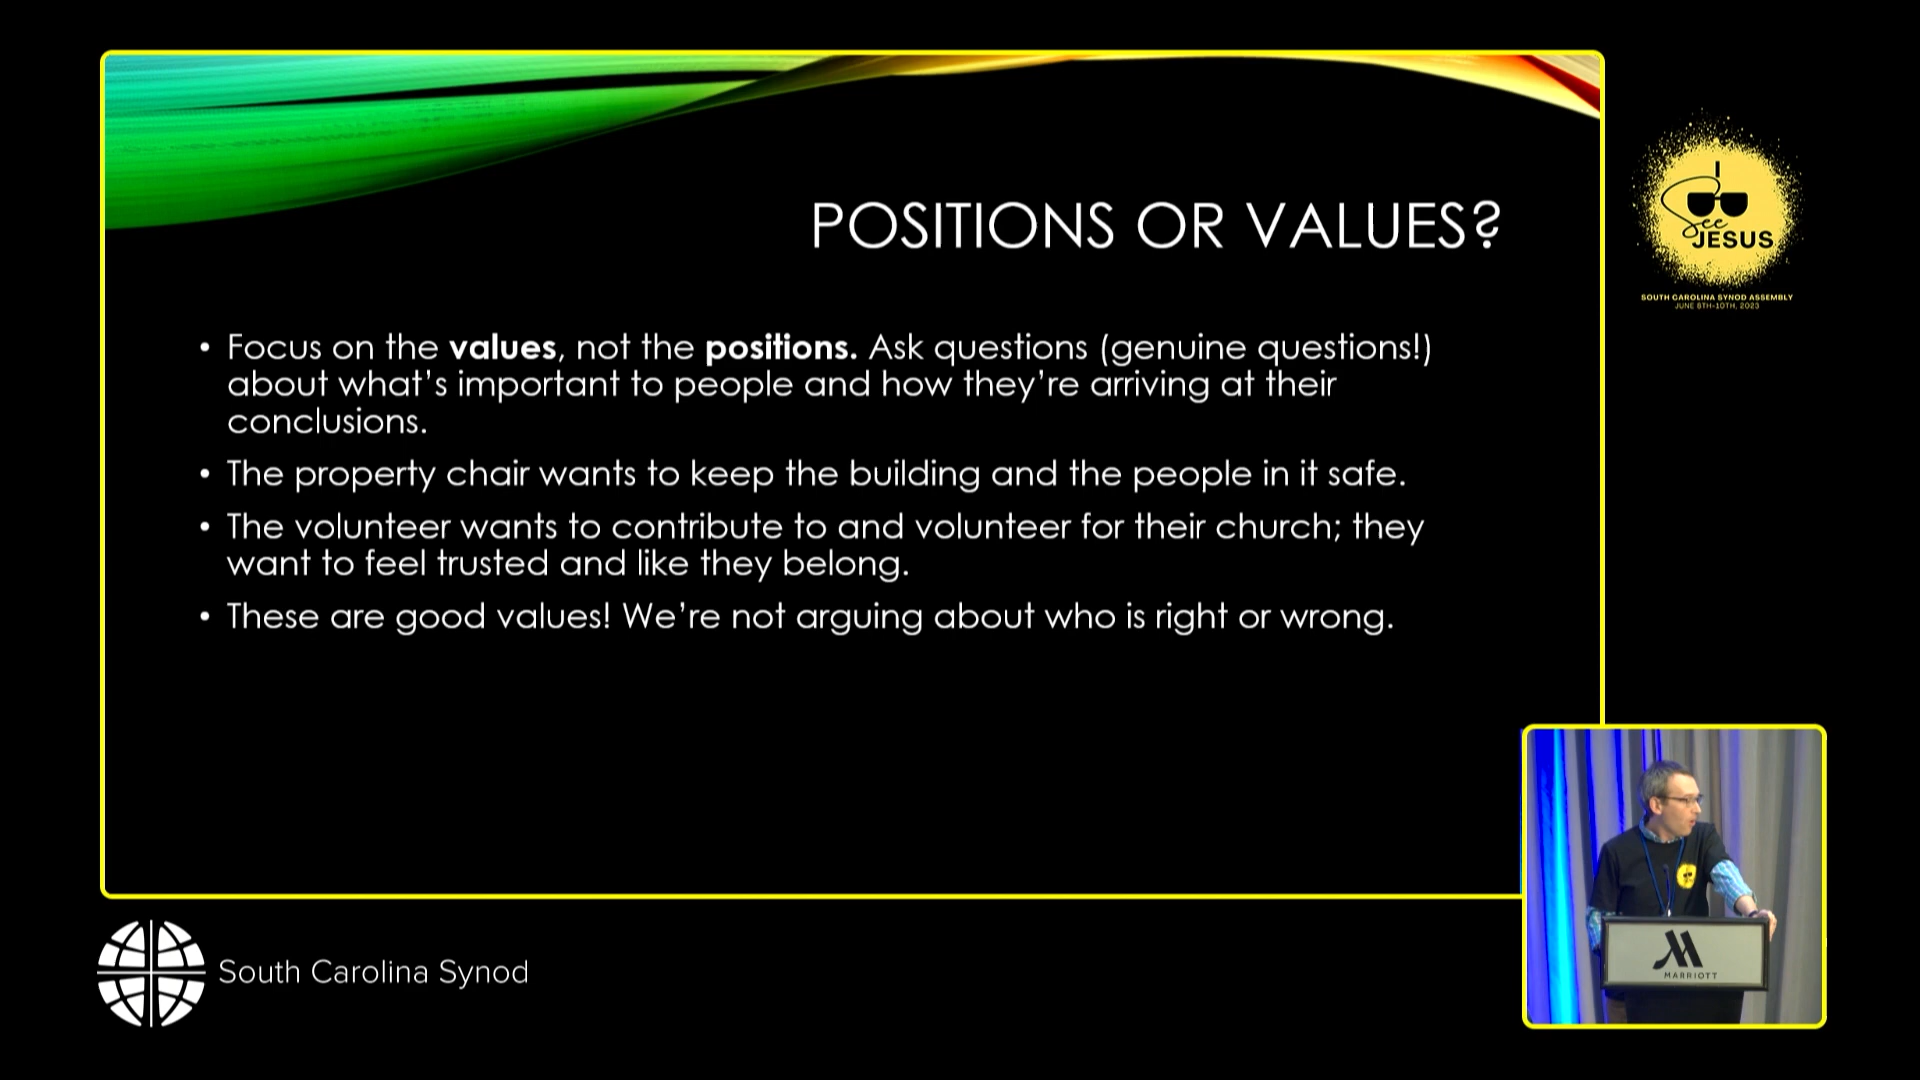 POSITIONS OR VALUES?
• Focus on the values, not the positions. Ask questions (genuine questions!)
about what’s important to people and how they’re arriving at their
conclusions.
• The property chair wants to keep the building and the people in it safe.
• The volunteer wants to contribute to and volunteer for their church; they
want to feel trusted and like they belong.
• These are good values! We’re not arguing about who is right or wrong.
I
See
JESUS
SOUTH CAROLINA SYNOD ASSEMBLY
JUNE 8TH-10TH, 2023
MARRIOTT
South Carolina Synod